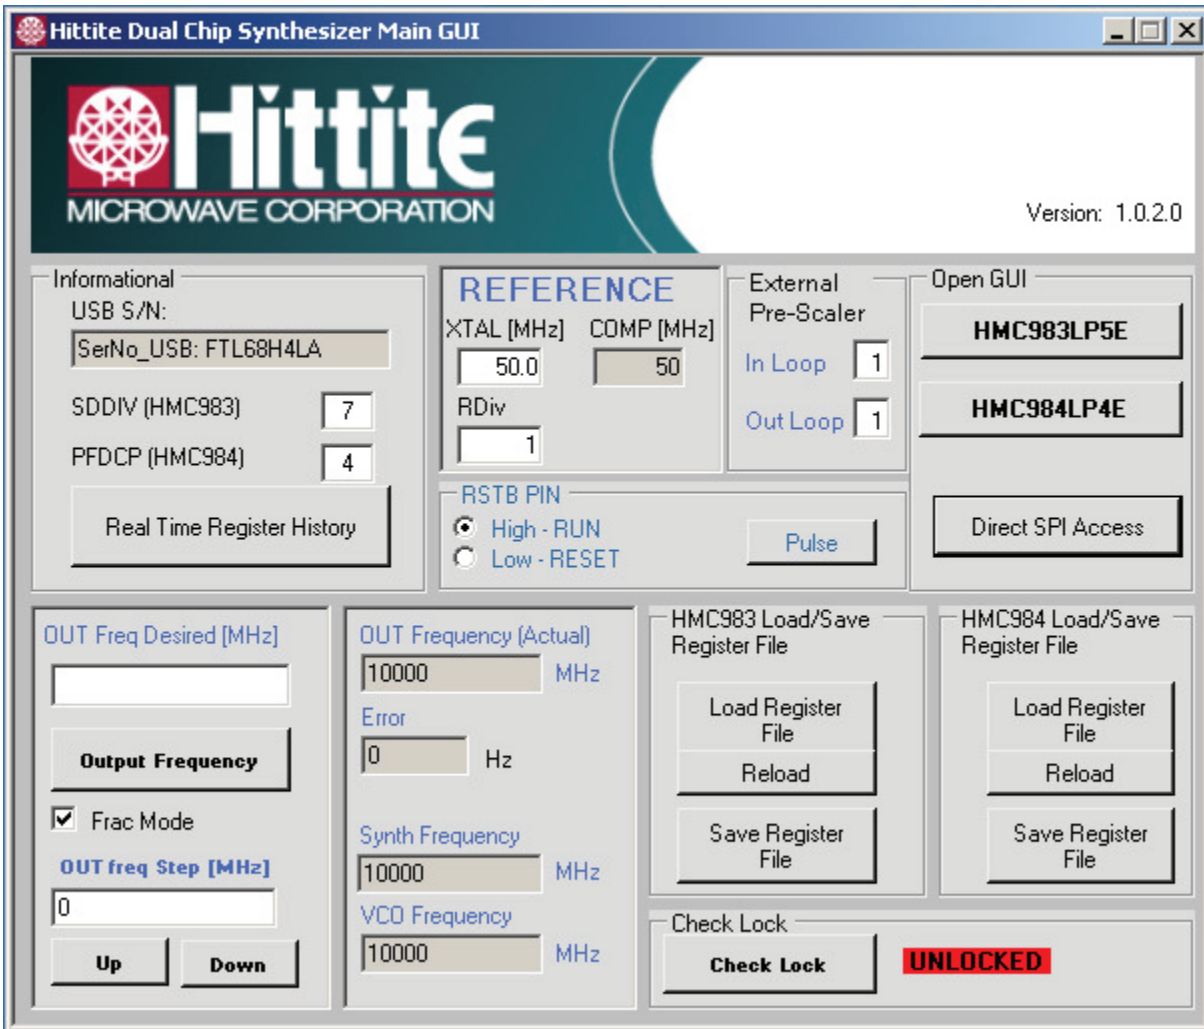 Hittite Dual Chip Synthesizer Main GUI
Hittite
MICROWAVE CORPORATION
Version: 1.0.2.0
Informational
USB S/N:
SerNo_USB: FTL68H4LA
SDDIV (HMC983) 7
PFDCP (HMC984) 4
Real Time Register History
REFERENCE
XTAL [MHz] COMP [MHz]
50.0 50
RDiv
1
External
Pre-Scaler
In Loop 1
Out Loop 1
Open GUI
HMC983LP5E
HMC984LP4E
Direct SPI Access
RSTB PIN
High - RUN
Low - RESET
Pulse
OUT Freq Desired [MHz]
Output Frequency
Frac Mode
OUT freq Step [MHz]
0
Up Down
OUT Frequency (Actual)
10000 MHz
Error
0 Hz
Synth Frequency
10000 MHz
VCO Frequency
10000 MHz
HMC983 Load/Save
Register File
Load Register
File
Reload
Save Register
File
HMC984 Load/Save
Register File
Load Register
File
Reload
Save Register
File
Check Lock
Check Lock UNLOCKED